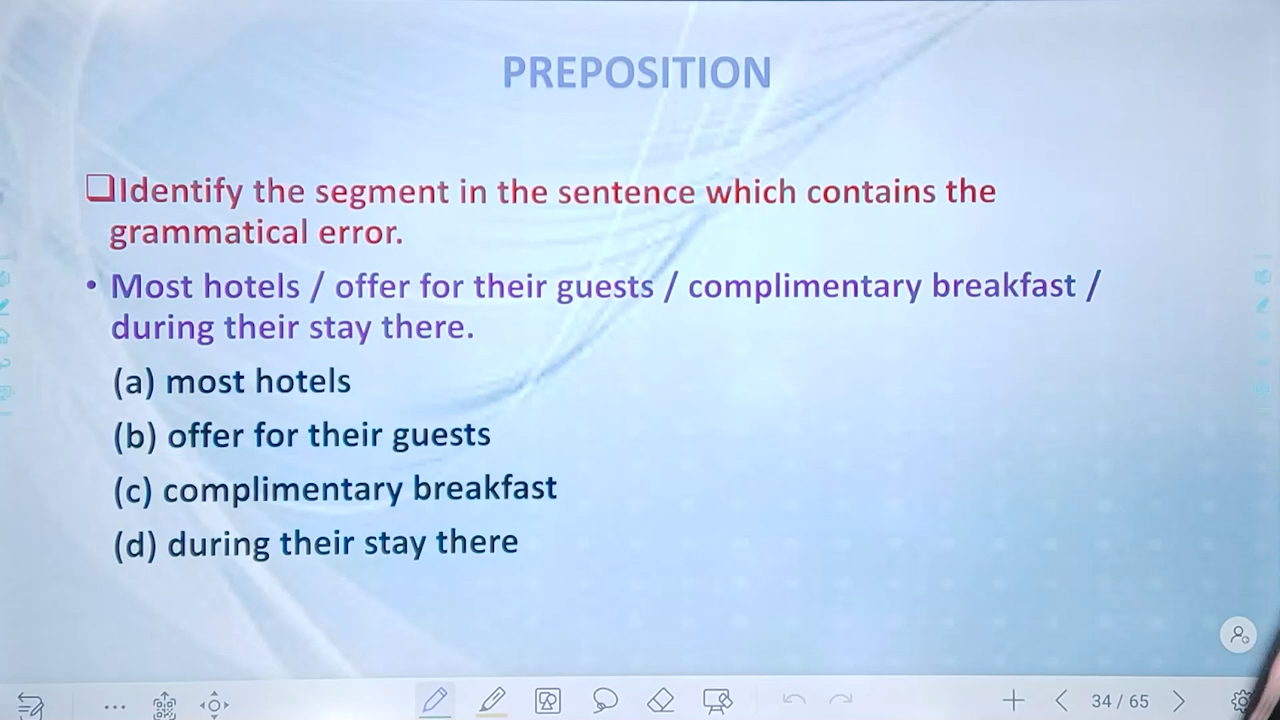 PREPOSITION
❑Identify the segment in the sentence which contains the
grammatical error.
• Most hotels / offer for their guests / complimentary breakfast /
during their stay there.
(a) most hotels
(b) offer for their guests
(c) complimentary breakfast
(d) during their stay there
34 / 65